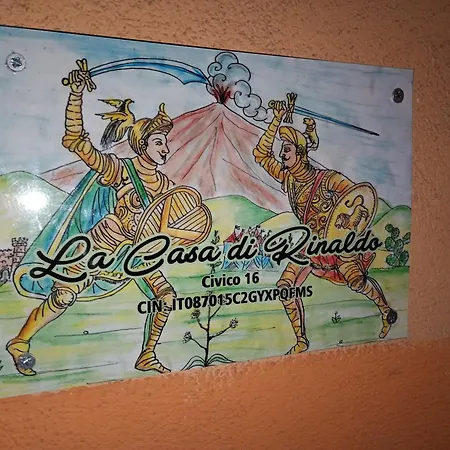 La Casa di Rinaldo
Civico 16
CIN: IT087015C2GYXPQFMS